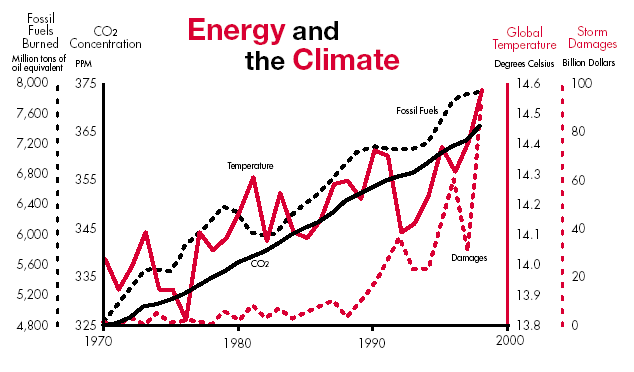 Energy and
the Climate
Fossil
Fuels
Burned
Million tons of
oil equivalent
CO2
Concentration
PPM
Global
Temperature
Degrees Celsius
Storm
Damages
Billion Dollars
8,000 375 14.6 100
7,600 14.5
7,200 365 14.4 80
6,800 14.3
6,400 355 14.2 60
6,000 345 14.1 40
5,600 14.0
5,200 335 13.9 20
4,800 325 13.8 0
Fossil Fuels
Temperature
CO2
Damages
1970 1980 1990 2000